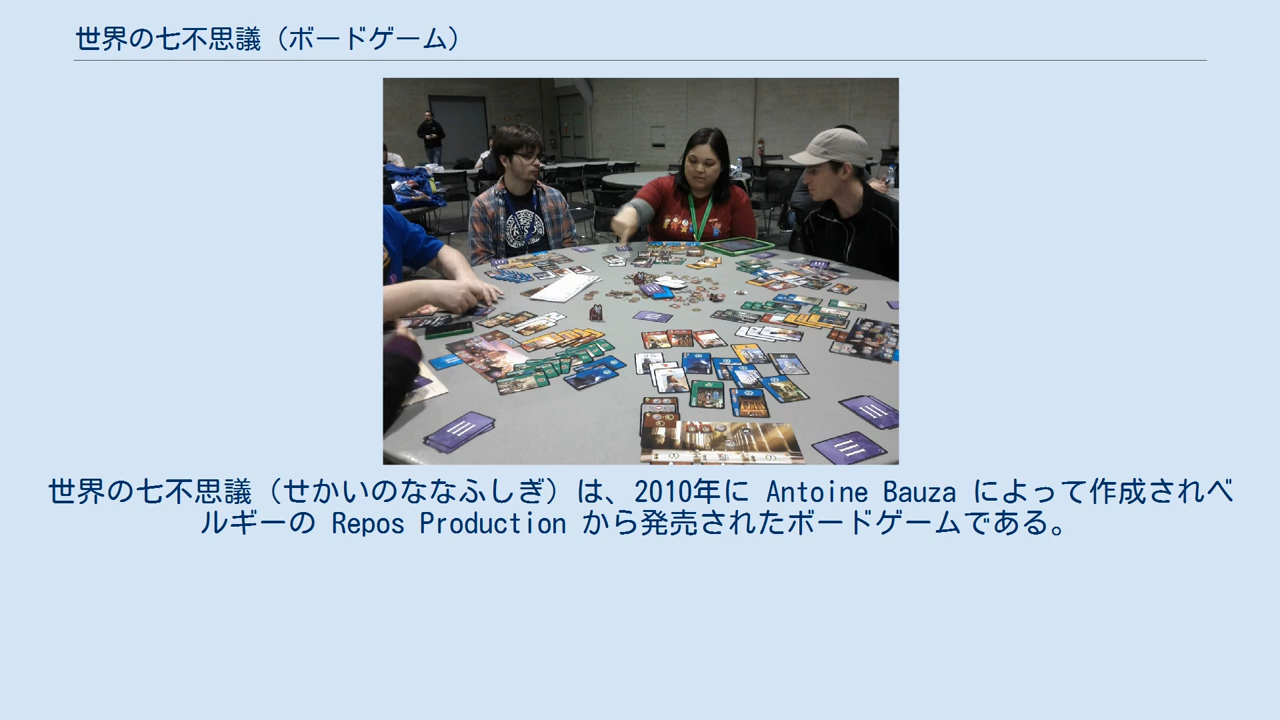 世界の七不思議（ボードゲーム）
世界の七不思議（せかいのななふしぎ）は、2010年に Antoine Bauza によって作成されベ
ルギーの Repos Production から発売されたボードゲームである。